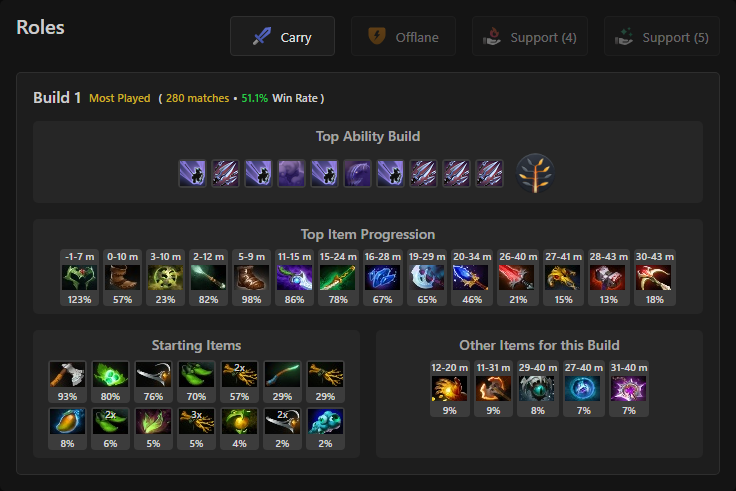 Roles
Carry
Offlane
Support (4)
Support (5)
Build 1 Most Played ( 280 matches • 51.1% Win Rate )
Top Ability Build
Top Item Progression
-1-7 m 0-10 m 3-10 m 2-12 m 5-9 m 11-15 m 15-24 m 16-28 m 19-29 m 20-34 m 26-40 m 27-41 m 28-43 m 30-43 m
123% 57% 23% 82% 98% 86% 78% 67% 65% 46% 21% 15% 13% 18%
Starting Items
2x
93% 80% 76% 70% 57% 29% 29%
2x 3x 2x
8% 6% 5% 5% 4% 2% 2%
Other Items for this Build
12-20 m 11-31 m 29-40 m 27-40 m 31-40 m
9% 9% 8% 7% 7%